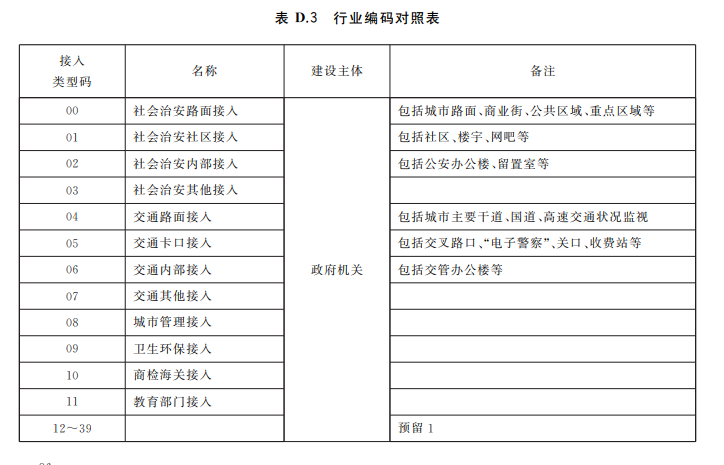 表 D.3 行业编码对照表
接入
类型码
名称
建设主体
备注
00 社会治安路面接入 包括城市路面、商业街、公共区域、重点区域等
01 社会治安社区接入 包括社区、楼宇、网吧等
02 社会治安内部接入 包括公安办公楼、留置室等
03 社会治安其他接入
04 交通路面接入 包括城市主要干道、国道、高速交通状况监视
05 交通卡口接入 包括交叉路口、“电子警察”、关口、收费站等
06 交通内部接入 政府机关 包括交管办公楼等
07 交通其他接入
08 城市管理接入
09 卫生环保接入
10 商检海关接入
11 教育部门接入
12～39 预留 1